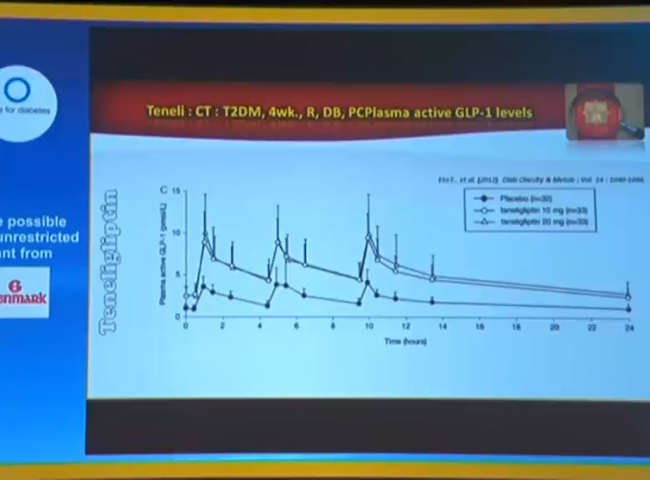 e for diabetes
Teneli : CT : T2DM, 4wk., R, DB, PCPlasma active GLP-1 levels
e possible
unrestricted
nt from
G
enmark
Teneligliptin
C
Placebo (n=32)
teneligliptin 10 mg (n=33)
teneligliptin 20 mg (n=33)
Plasma active GLP-1 (pmol/L)
15
10
5
0
0 2 4 6 8 10 12 14 16 18 20 22 24
Time (hours)